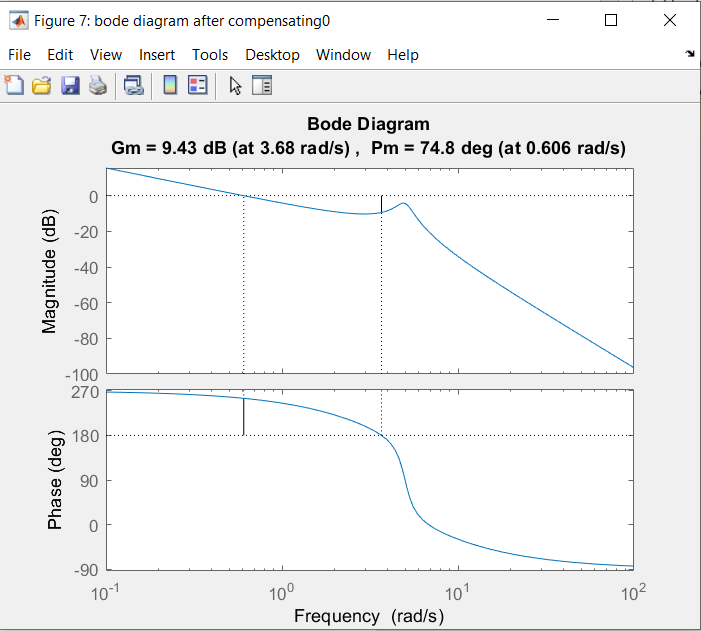 Figure 7: bode diagram after compensating0
File Edit View Insert Tools Desktop Window Help
Bode Diagram
Gm = 9.43 dB (at 3.68 rad/s) , Pm = 74.8 deg (at 0.606 rad/s)
Magnitude (dB)
0
-20
-40
-60
-80
-100
Phase (deg)
270
180
90
0
-90
10^-1 10^0 10^1 10^2
Frequency (rad/s)